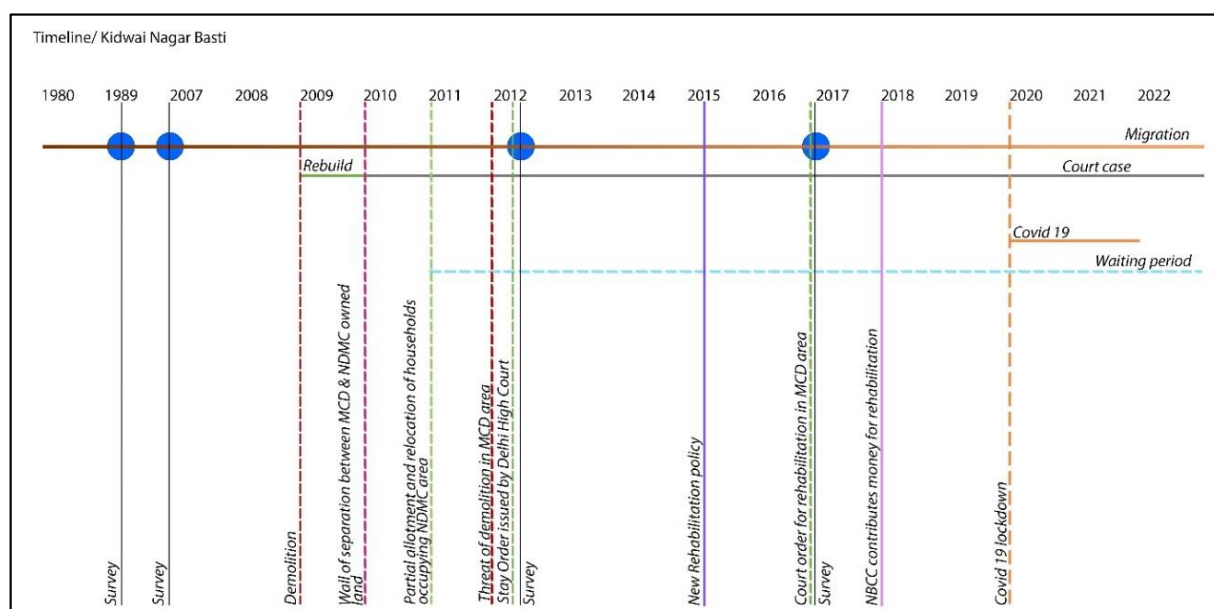 Timeline/ Kidwai Nagar Basti
1980 1989 2007 2008 2009 2010 2011 2012 2013 2014 2015 2016 2017 2018 2019 2020 2021 2022
Migration
Rebuild
Court case
Covid 19
Waiting period
Survey
Survey
Demolition
Wall of separation between MCD & NDMC owned
land
Partial allotment and relocation of households
occupying NDMC area
Threat of demolition in MCD area
Stay Order issued by Delhi High Court
Survey
New Rehabilitation policy
Court order for rehabilitation in MCD area
Survey
NBCC contributes money for rehabilitation
Covid 19 lockdown